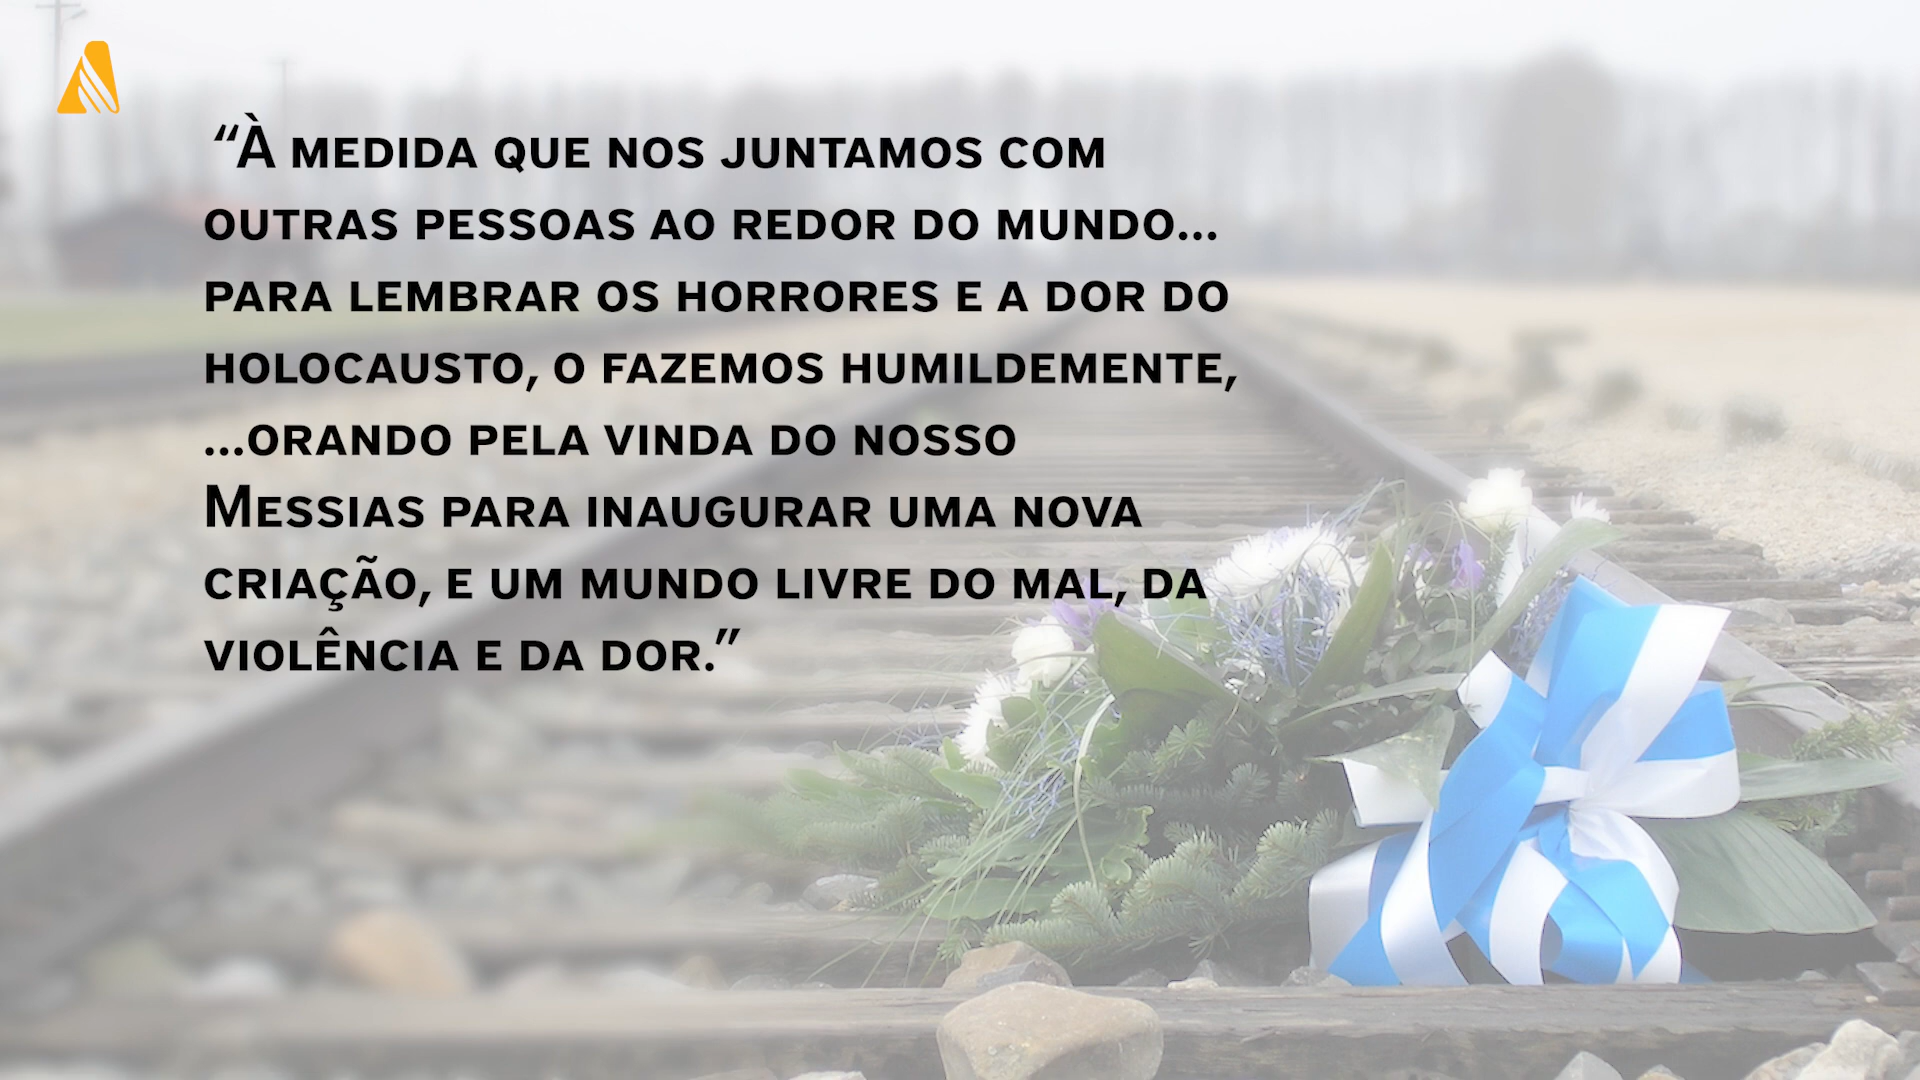 “À MEDIDA QUE NOS JUNTAMOS COM
OUTRAS PESSOAS AO REDOR DO MUNDO...
PARA LEMBRAR OS HORRORES E A DOR DO
HOLOCAUSTO, O FAZEMOS HUMILDEMENTE,
...ORANDO PELA VINDA DO NOSSO
MESSIAS PARA INAUGURAR UMA NOVA
CRIAÇÃO, E UM MUNDO LIVRE DO MAL, DA
VIOLÊNCIA E DA DOR.”